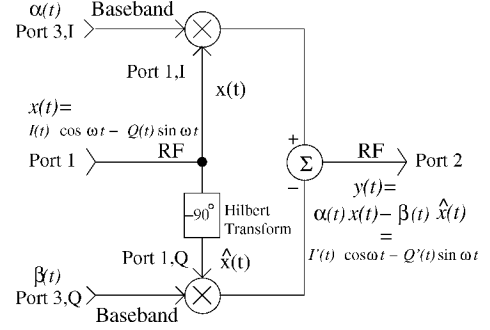 α(t) Baseband
Port 3,I
Port 1,I
x(t)
x(t)=
I(t) cos ωt – Q(t) sin ωt
Port 1
RF
+
Σ
–
RF
Port 2
y(t)=
α(t) x(t) – β(t) x̂(t)
=
I'(t) cosωt – Q'(t) sin ωt
–90°
Hilbert
Transform
Port 1,Q
x̂(t)
β(t)
Port 3,Q
Baseband